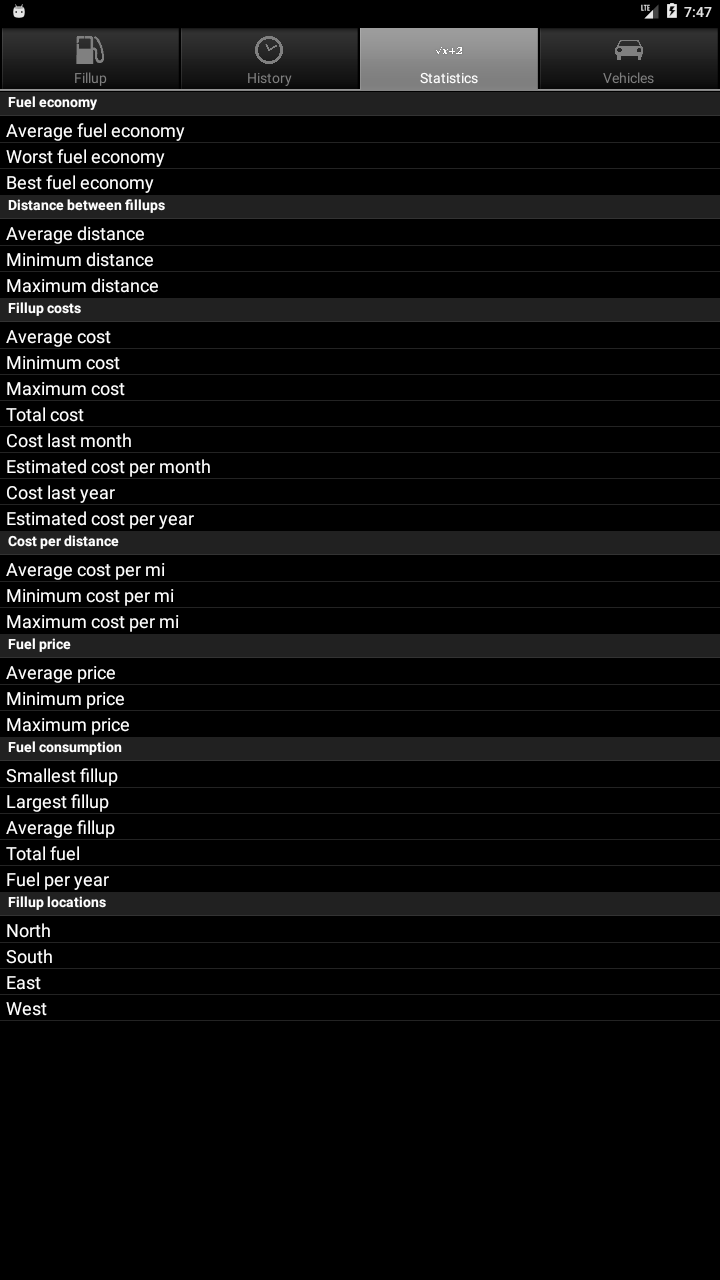 LTE 7:47
√x+2
Fillup History Statistics Vehicles
Fuel economy
Average fuel economy
Worst fuel economy
Best fuel economy
Distance between fillups
Average distance
Minimum distance
Maximum distance
Fillup costs
Average cost
Minimum cost
Maximum cost
Total cost
Cost last month
Estimated cost per month
Cost last year
Estimated cost per year
Cost per distance
Average cost per mi
Minimum cost per mi
Maximum cost per mi
Fuel price
Average price
Minimum price
Maximum price
Fuel consumption
Smallest fillup
Largest fillup
Average fillup
Total fuel
Fuel per year
Fillup locations
North
South
East
West